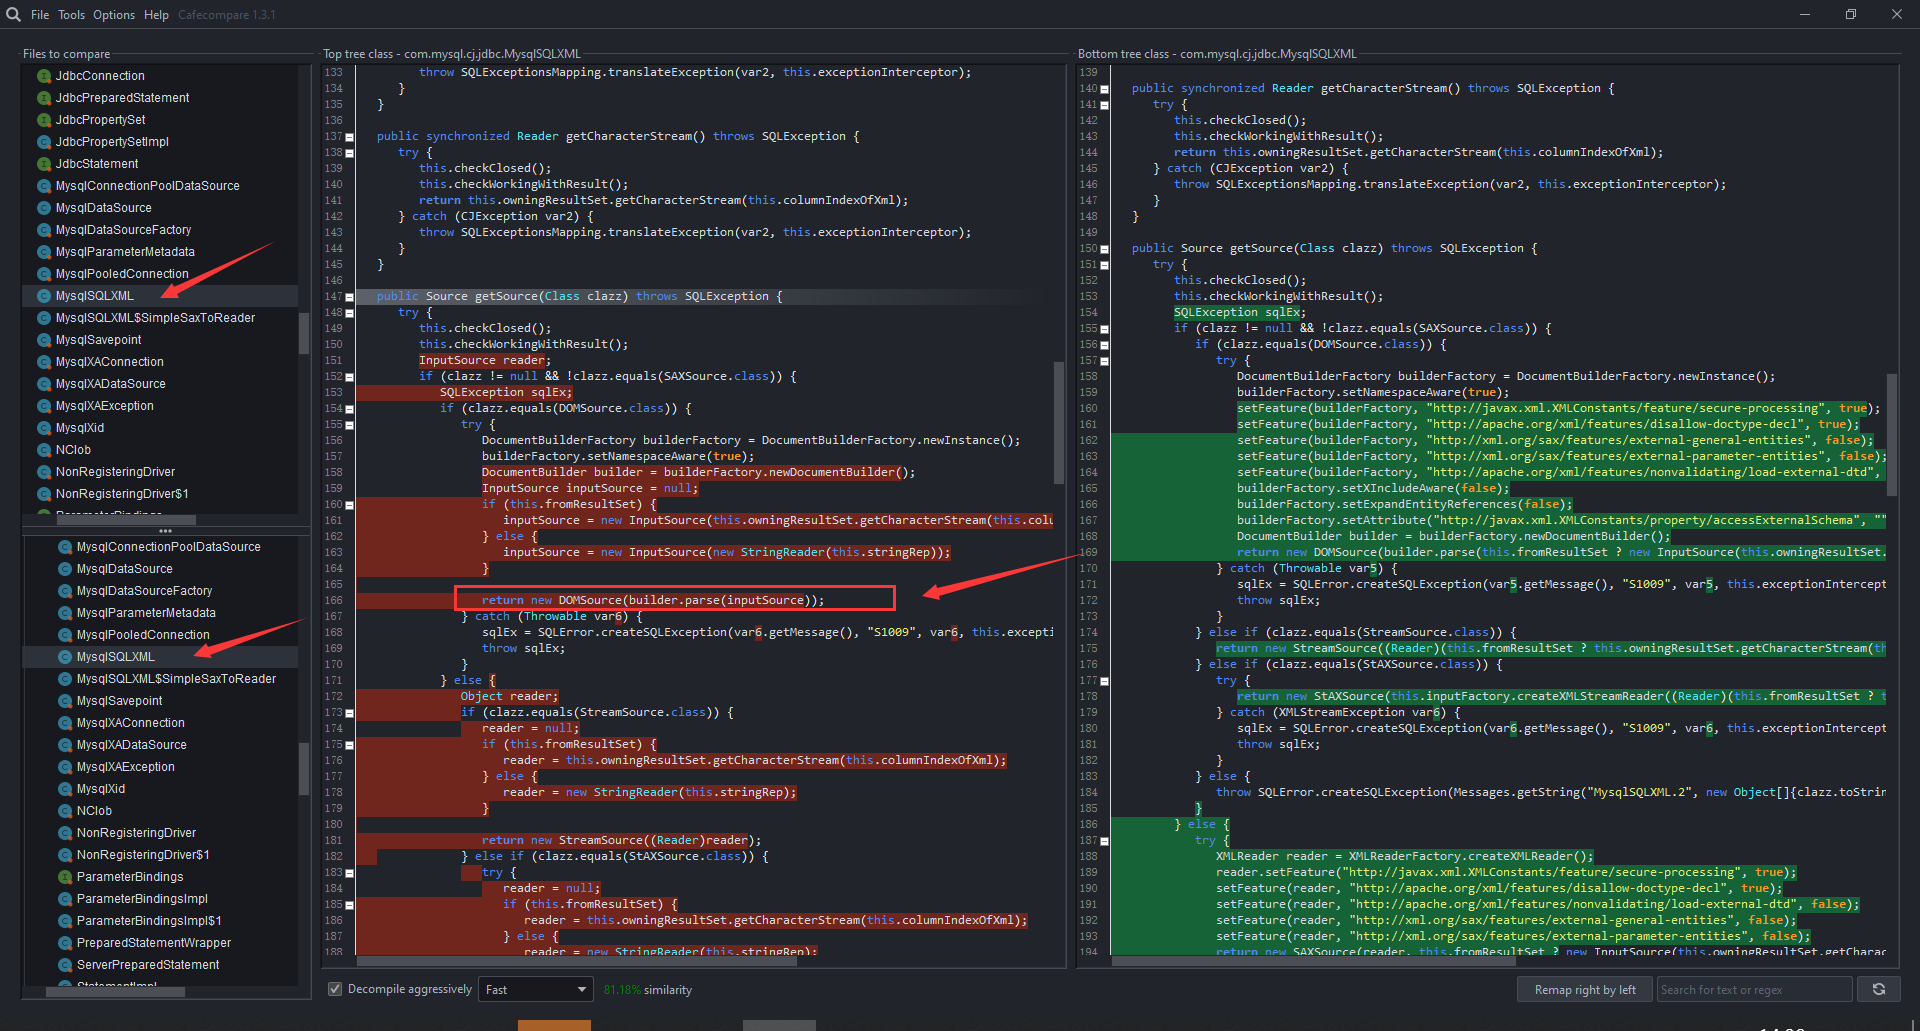 File Tools Options Help Cafecompare 1.3.1
Files to compare
JdbcConnection
JdbcPreparedStatement
JdbcPropertySet
JdbcPropertySetImpl
JdbcStatement
MysqlConnectionPoolDataSource
MysqlDataSource
MysqlDataSourceFactory
MysqlParameterMetadata
MysqlPooledConnection
MysqlSQLXML
MysqlSQLXML$SimpleSaxToReader
MysqlSavepoint
MysqlXAConnection
MysqlXADataSource
MysqlXAException
MysqlXid
NClob
NonRegisteringDriver
NonRegisteringDriver$1
ParameterBindings
MysqlConnectionPoolDataSource
MysqlDataSource
MysqlDataSourceFactory
MysqlParameterMetadata
MysqlPooledConnection
MysqlSQLXML
MysqlSQLXML$SimpleSaxToReader
MysqlSavepoint
MysqlXAConnection
MysqlXADataSource
MysqlXAException
MysqlXid
NClob
NonRegisteringDriver
NonRegisteringDriver$1
ParameterBindings
ParameterBindingsImpl
ParameterBindingsImpl$1
PreparedStatementWrapper
ServerPreparedStatement
StatementImpl
Top tree class - com.mysql.cj.jdbc.MysqlSQLXML
133 throw SQLExceptionsMapping.translateException(var2, this.exceptionInterceptor);
134 }
135 }
136
137 public synchronized Reader getCharacterStream() throws SQLException {
138 try {
139 this.checkClosed();
140 this.checkWorkingWithResult();
141 return this.owningResultSet.getCharacterStream(this.columnIndexOfXml);
142 } catch (CJException var2) {
143 throw SQLExceptionsMapping.translateException(var2, this.exceptionInterceptor);
144 }
145 }
146
147 public Source getSource(Class clazz) throws SQLException {
148 try {
149 this.checkClosed();
150 this.checkWorkingWithResult();
151 InputSource reader;
152 if (clazz != null && !clazz.equals(SAXSource.class)) {
153 SQLException sqlEx;
154 if (clazz.equals(DOMSource.class)) {
155 try {
156 DocumentBuilderFactory builderFactory = DocumentBuilderFactory.newInstance();
157 builderFactory.setNamespaceAware(true);
158 DocumentBuilder builder = builderFactory.newDocumentBuilder();
159 InputSource inputSource = null;
160 if (this.fromResultSet) {
161 inputSource = new InputSource(this.owningResultSet.getCharacterStream(this.colu
162 } else {
163 inputSource = new InputSource(new StringReader(this.stringRep));
164 }
165
166 return new DOMSource(builder.parse(inputSource));
167 } catch (Throwable var6) {
168 sqlEx = SQLError.createSQLException(var6.getMessage(), "S1009", var6, this.excepti
169 throw sqlEx;
170 }
171 } else {
172 Object reader;
173 if (clazz.equals(StreamSource.class)) {
174 reader = null;
175 if (this.fromResultSet) {
176 reader = this.owningResultSet.getCharacterStream(this.columnIndexOfXml);
177 } else {
178 reader = new StringReader(this.stringRep);
179 }
180
181 return new StreamSource((Reader)reader);
182 } else if (clazz.equals(StAXSource.class)) {
183 try {
184 reader = null;
185 if (this.fromResultSet) {
186 reader = this.owningResultSet.getCharacterStream(this.columnIndexOfXml);
187 } else {
188 reader = new StringReader(this.stringRep);
Bottom tree class - com.mysql.cj.jdbc.MysqlSQLXML
139
140 public synchronized Reader getCharacterStream() throws SQLException {
141 try {
142 this.checkClosed();
143 this.checkWorkingWithResult();
144 return this.owningResultSet.getCharacterStream(this.columnIndexOfXml);
145 } catch (CJException var2) {
146 throw SQLExceptionsMapping.translateException(var2, this.exceptionInterceptor);
147 }
148 }
149
150 public Source getSource(Class clazz) throws SQLException {
151 try {
152 this.checkClosed();
153 this.checkWorkingWithResult();
154 SQLException sqlEx;
155 if (clazz != null && !clazz.equals(SAXSource.class)) {
156 if (clazz.equals(DOMSource.class)) {
157 try {
158 DocumentBuilderFactory builderFactory = DocumentBuilderFactory.newInstance();
159 builderFactory.setNamespaceAware(true);
160 setFeature(builderFactory, "http://javax.xml.XMLConstants/feature/secure-processing", true);
161 setFeature(builderFactory, "http://apache.org/xml/features/disallow-doctype-decl", true);
162 setFeature(builderFactory, "http://xml.org/sax/features/external-general-entities", false);
163 setFeature(builderFactory, "http://xml.org/sax/features/external-parameter-entities", false);
164 setFeature(builderFactory, "http://apache.org/xml/features/nonvalidating/load-external-dtd",
165 builderFactory.setXIncludeAware(false);
166 builderFactory.setExpandEntityReferences(false);
167 builderFactory.setAttribute("http://javax.xml.XMLConstants/property/accessExternalSchema", ""
168 DocumentBuilder builder = builderFactory.newDocumentBuilder();
169 return new DOMSource(builder.parse(this.fromResultSet ? new InputSource(this.owningResultSet.
170 } catch (Throwable var5) {
171 sqlEx = SQLError.createSQLException(var5.getMessage(), "S1009", var5, this.exceptionIntercept
172 throw sqlEx;
173 }
174 } else if (clazz.equals(StreamSource.class)) {
175 return new StreamSource((Reader)(this.fromResultSet ? this.owningResultSet.getCharacterStream(th
176 } else if (clazz.equals(StAXSource.class)) {
177 try {
178 return new StAXSource(this.inputFactory.createXMLStreamReader((Reader)(this.fromResultSet ? t
179 } catch (XMLStreamException var6) {
180 sqlEx = SQLError.createSQLException(var6.getMessage(), "S1009", var6, this.exceptionIntercept
181 throw sqlEx;
182 }
183 } else {
184 throw SQLError.createSQLException(Messages.getString("MysqlSQLXML.2", new Object[]{clazz.toStrin
185 }
186 } else {
187 try {
188 XMLReader reader = XMLReaderFactory.createXMLReader();
189 reader.setFeature("http://javax.xml.XMLConstants/feature/secure-processing", true);
190 setFeature(reader, "http://apache.org/xml/features/disallow-doctype-decl", true);
191 setFeature(reader, "http://apache.org/xml/features/nonvalidating/load-external-dtd", false);
192 setFeature(reader, "http://xml.org/sax/features/external-general-entities", false);
193 setFeature(reader, "http://xml.org/sax/features/external-parameter-entities", false);
194 return new SAXSource(reader, this.fromResultSet ? new InputSource(this.owningResultSet.getCharac
Decompile aggressively Fast 81.18% similarity
Remap right by left Search for text or regex